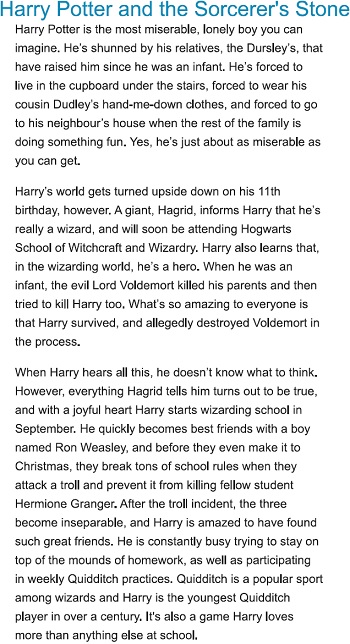 Harry Potter and the Sorcerer's Stone
Harry Potter is the most miserable, lonely boy you can
imagine. He's shunned by his relatives, the Dursley's, that
have raised him since he was an infant. He's forced to
live in the cupboard under the stairs, forced to wear his
cousin Dudley's hand-me-down clothes, and forced to go
to his neighbour's house when the rest of the family is
doing something fun. Yes, he's just about as miserable as
you can get.
Harry's world gets turned upside down on his 11th
birthday, however. A giant, Hagrid, informs Harry that he's
really a wizard, and will soon be attending Hogwarts
School of Witchcraft and Wizardry. Harry also learns that,
in the wizarding world, he's a hero. When he was an
infant, the evil Lord Voldemort killed his parents and then
tried to kill Harry too. What's so amazing to everyone is
that Harry survived, and allegedly destroyed Voldemort in
the process.
When Harry hears all this, he doesn't know what to think.
However, everything Hagrid tells him turns out to be true,
and with a joyful heart Harry starts wizarding school in
September. He quickly becomes best friends with a boy
named Ron Weasley, and before they even make it to
Christmas, they break tons of school rules when they
attack a troll and prevent it from killing fellow student
Hermione Granger. After the troll incident, the three
become inseparable, and Harry is amazed to have found
such great friends. He is constantly busy trying to stay on
top of the mounds of homework, as well as participating
in weekly Quidditch practices. Quidditch is a popular sport
among wizards and Harry is the youngest Quidditch
player in over a century. It's also a game Harry loves
more than anything else at school.